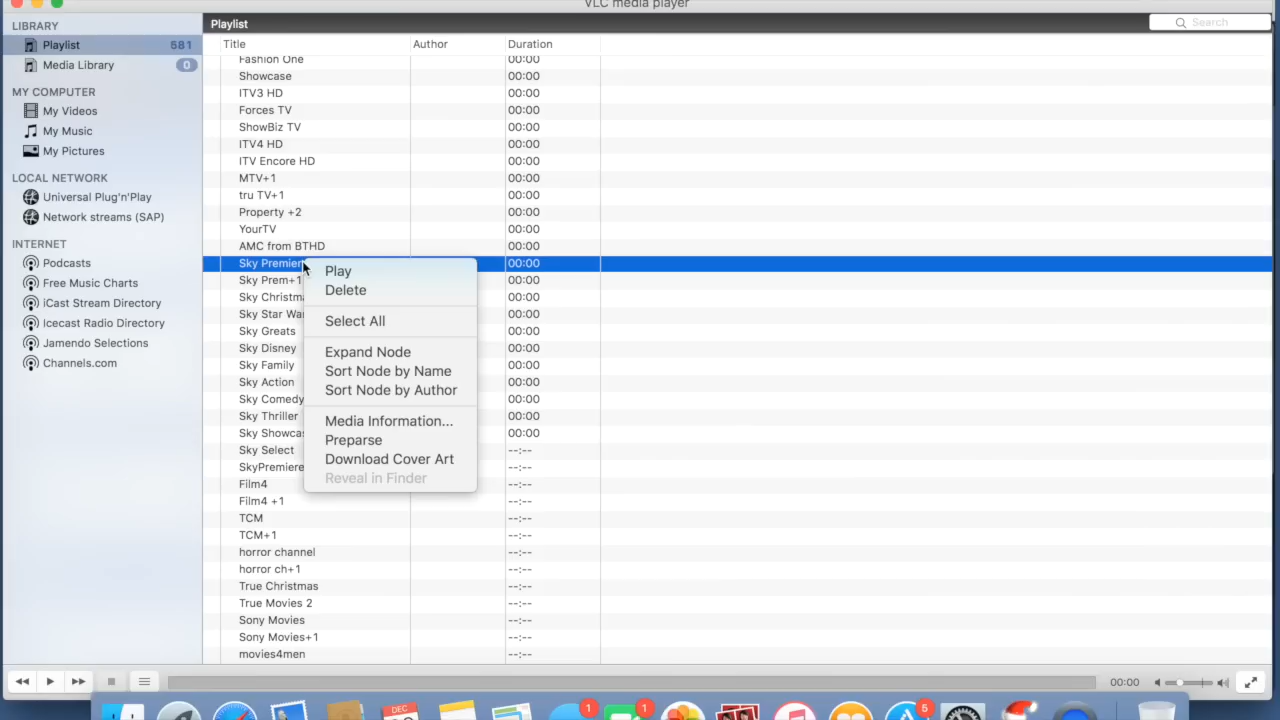 VLC media player
LIBRARY
Playlist 581
Media Library 0
MY COMPUTER
My Videos
My Music
My Pictures
LOCAL NETWORK
Universal Plug'n'Play
Network streams (SAP)
INTERNET
Podcasts
Free Music Charts
iCast Stream Directory
Icecast Radio Directory
Jamendo Selections
Channels.com
Playlist
Search
Title Author Duration
Fashion One 00:00
Showcase 00:00
ITV3 HD 00:00
Forces TV 00:00
ShowBiz TV 00:00
ITV4 HD 00:00
ITV Encore HD 00:00
MTV+1 00:00
tru TV+1 00:00
Property +2 00:00
YourTV 00:00
AMC from BTHD 00:00
Sky Premier 00:00
Sky Prem+1 00:00
Sky Christma 00:00
Sky Star Wa 00:00
Sky Greats 00:00
Sky Disney 00:00
Sky Family 00:00
Sky Action 00:00
Sky Comedy 00:00
Sky Thriller 00:00
Sky Showca 00:00
Sky Select --:--
SkyPremiere --:--
Film4 --:--
Film4 +1 --:--
TCM --:--
TCM+1 --:--
horror channel --:--
horror ch+1 --:--
True Christmas --:--
True Movies 2 --:--
Sony Movies --:--
Sony Movies+1 --:--
movies4men --:--
Play
Delete
Select All
Expand Node
Sort Node by Name
Sort Node by Author
Media Information...
Preparse
Download Cover Art
Reveal in Finder
00:00
DEC
1
1
5